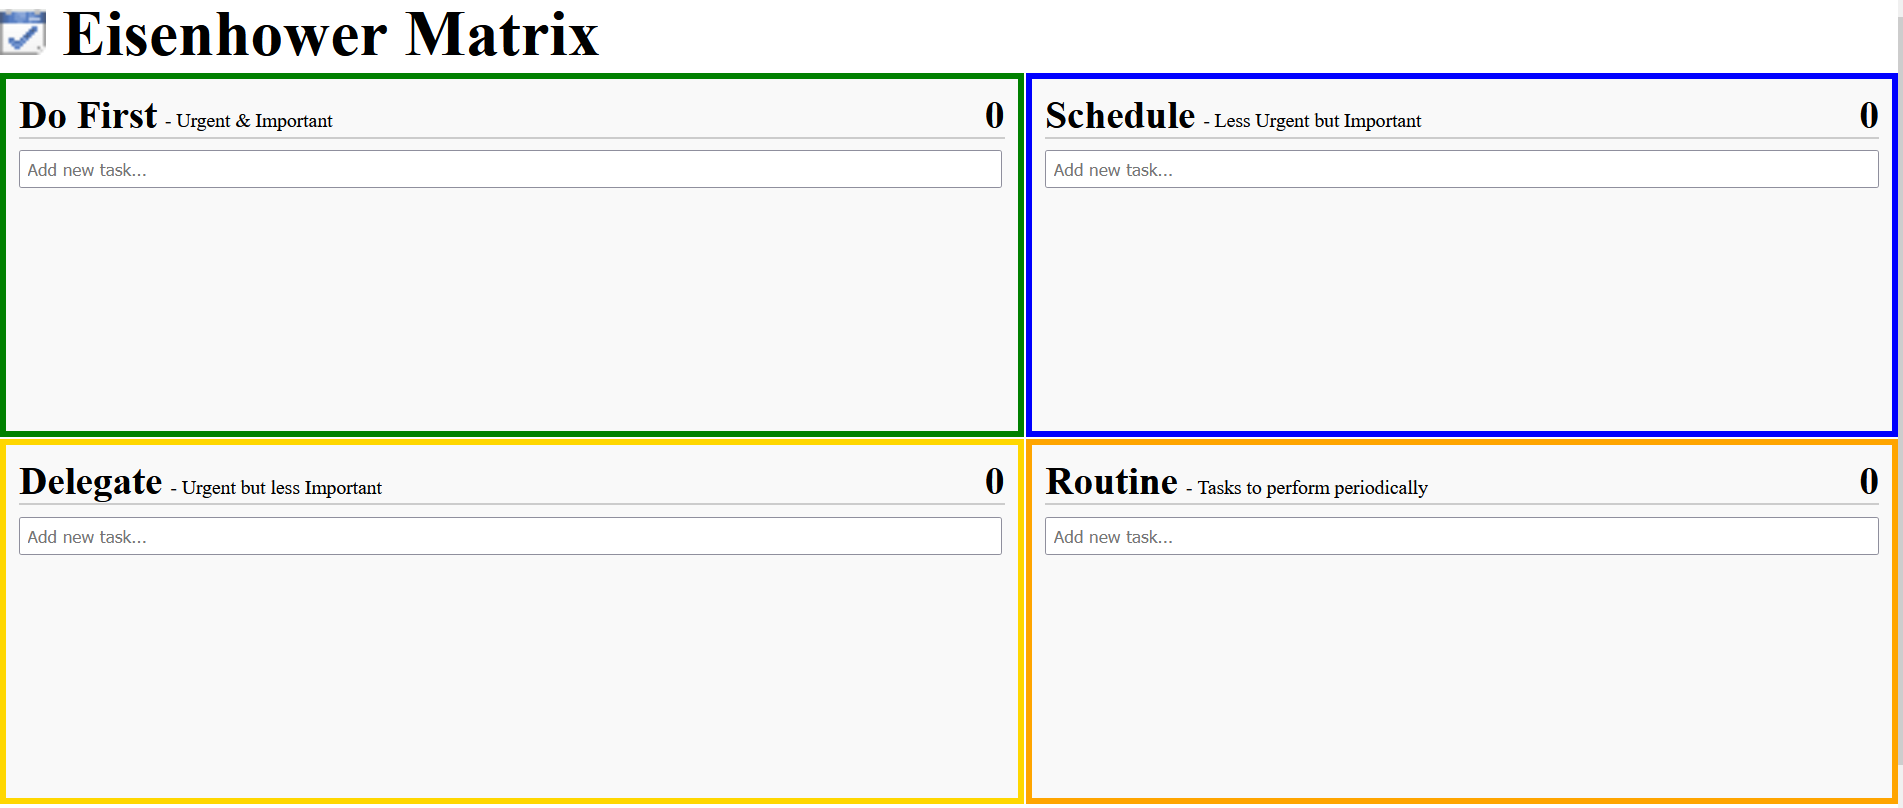 Eisenhower Matrix
Do First - Urgent & Important 0
Add new task...
Schedule - Less Urgent but Important 0
Add new task...
Delegate - Urgent but less Important 0
Add new task...
Routine - Tasks to perform periodically 0
Add new task...